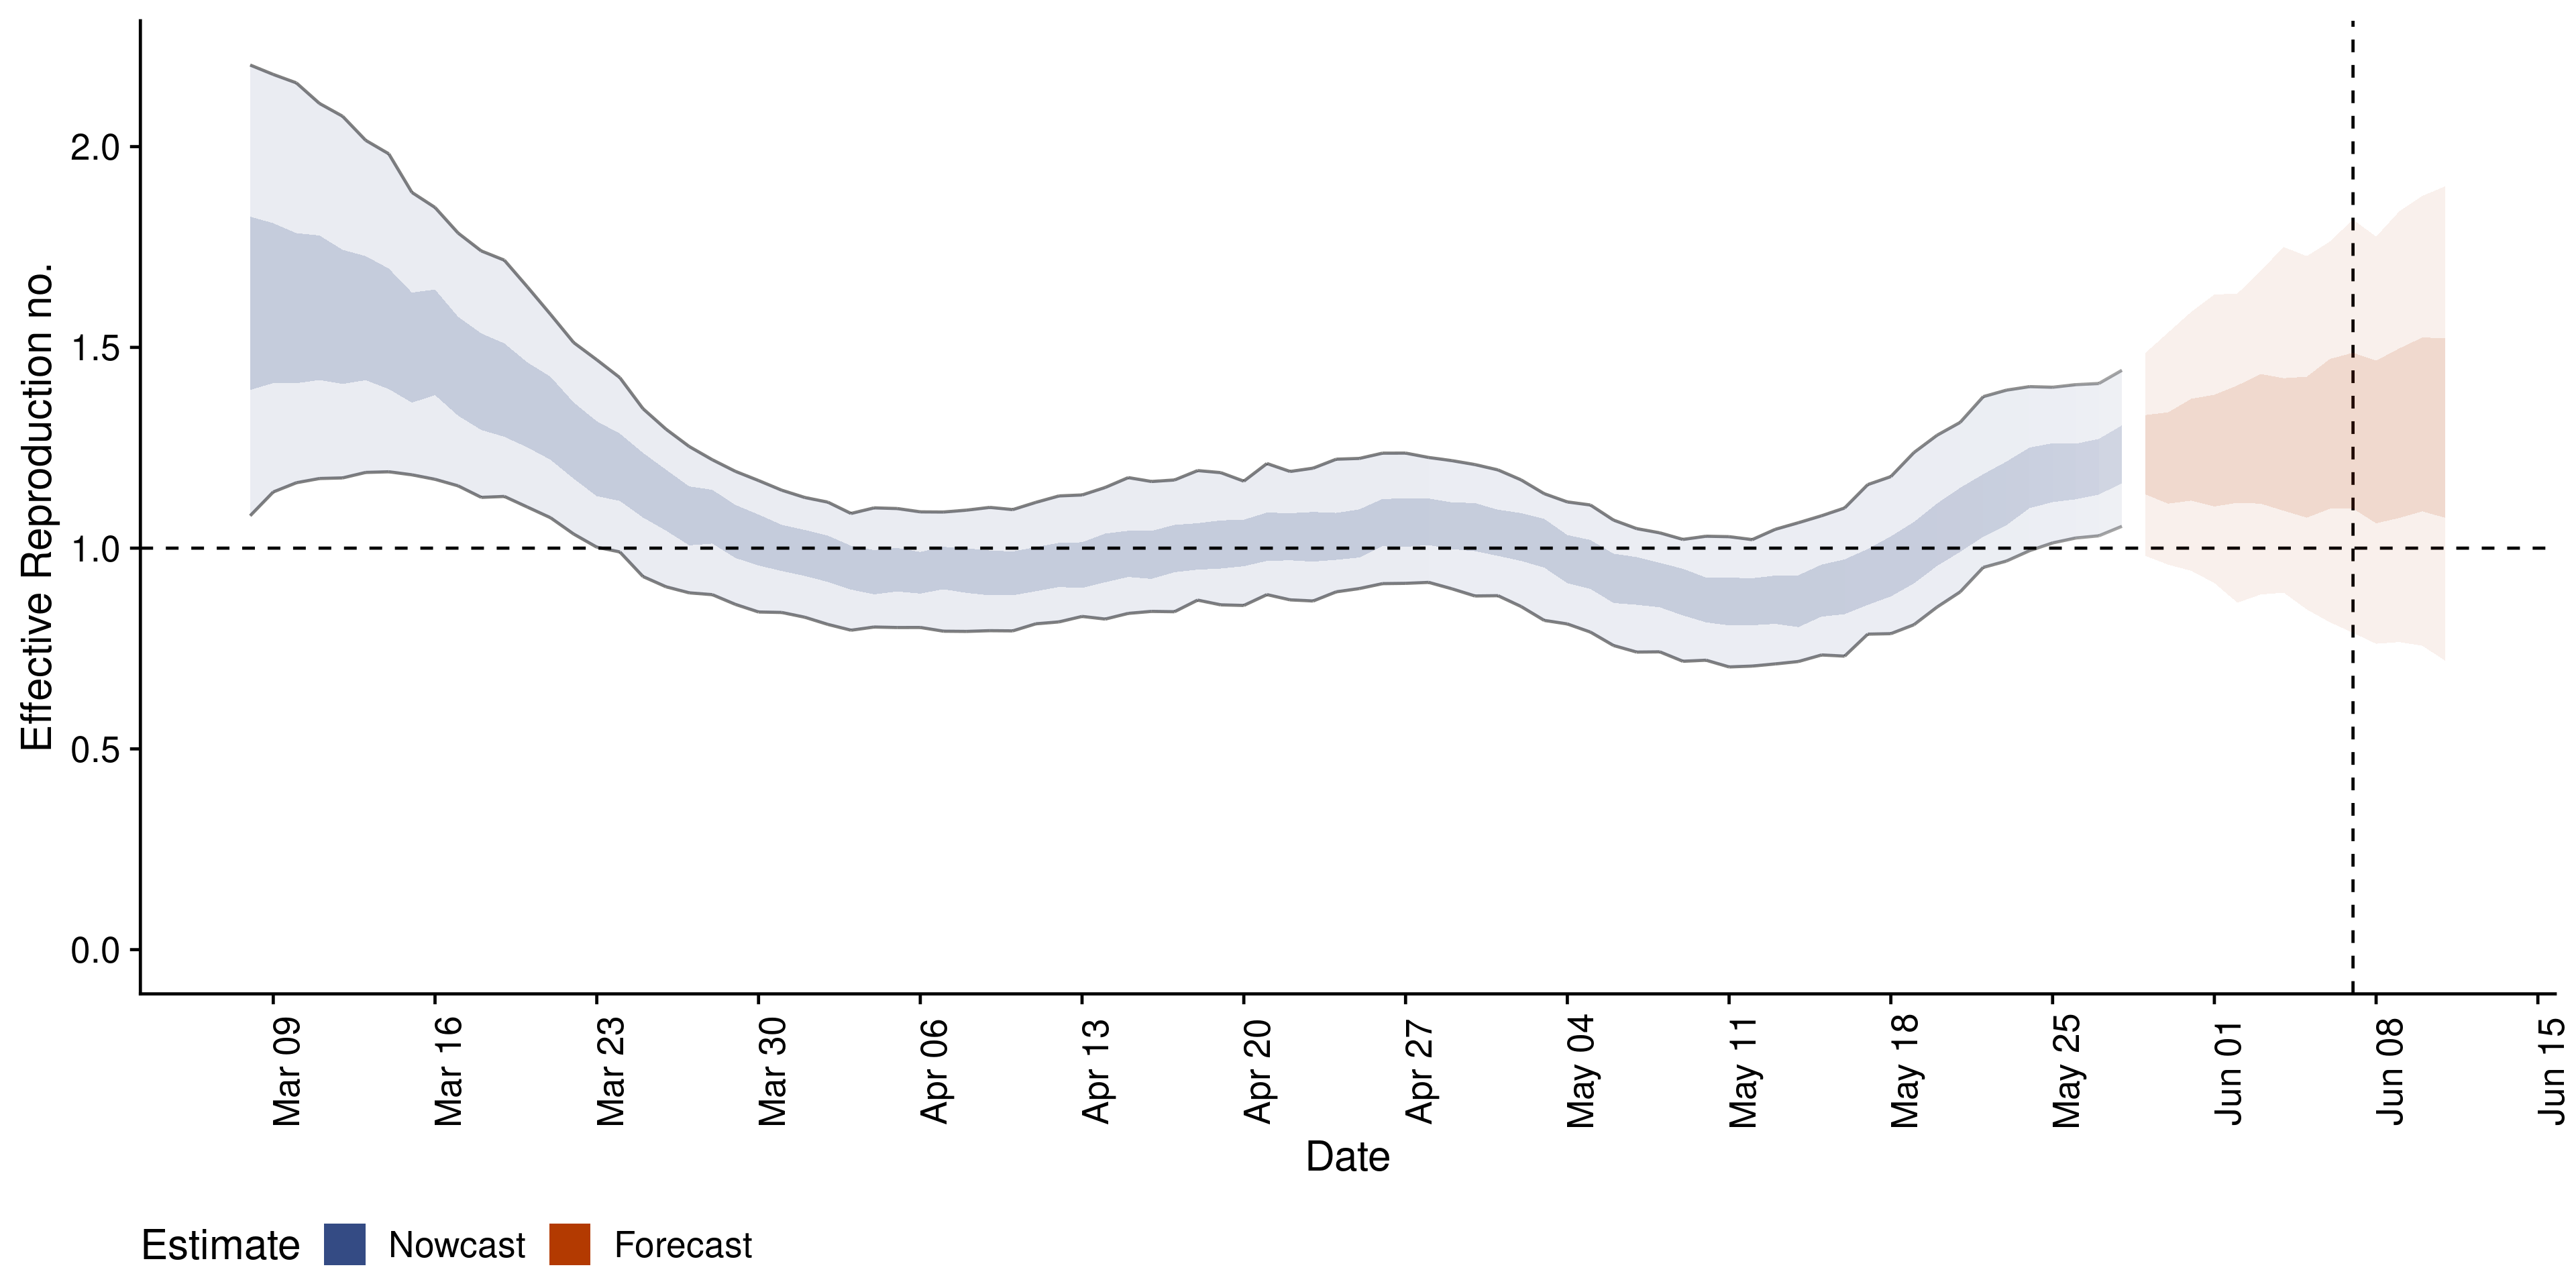 Effective Reproduction no.
2.0
1.5
1.0
0.5
0.0
Mar 09
Mar 16
Mar 23
Mar 30
Apr 06
Apr 13
Apr 20
Apr 27
May 04
May 11
May 18
May 25
Jun 01
Jun 08
Jun 15
Date
Estimate Nowcast Forecast